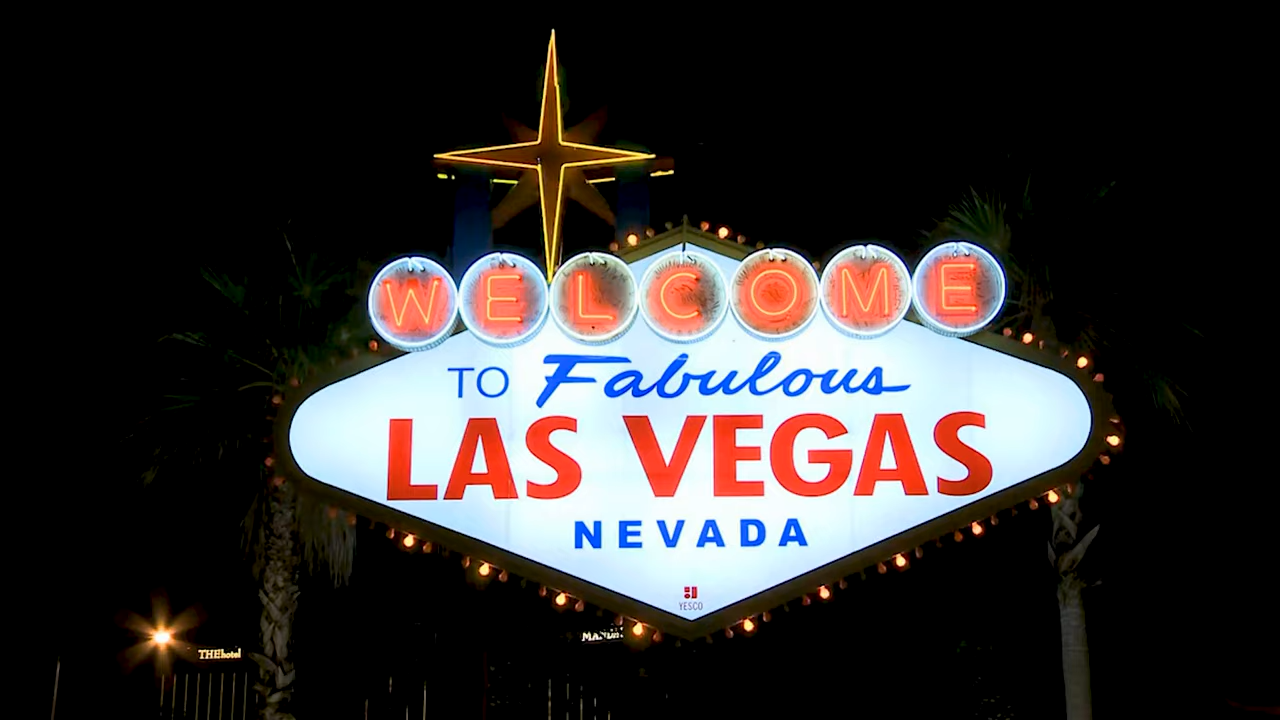 WELCOME
TO Fabulous
LAS VEGAS
NEVADA
YESCO
THEhotel